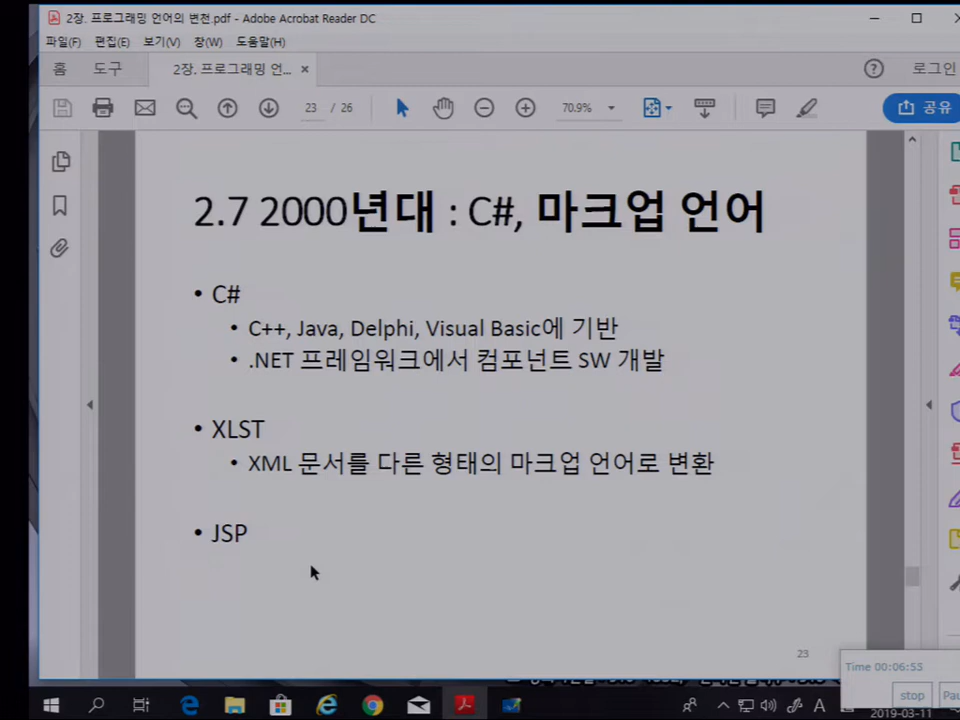 2장. 프로그래밍 언어의 변천.pdf - Adobe Acrobat Reader DC
파일(F) 편집(E) 보기(V) 창(W) 도움말(H)
홈 도구 2장. 프로그래밍 언... × 로그인
23 / 26 70.9% 공유
2.7 2000년대 : C#, 마크업 언어
• C#
• C++, Java, Delphi, Visual Basic에 기반
• .NET 프레임워크에서 컴포넌트 SW 개발
• XLST
• XML 문서를 다른 형태의 마크업 언어로 변환
• JSP
23
Time 00:06:53
stop Pau
A
2019-03-11